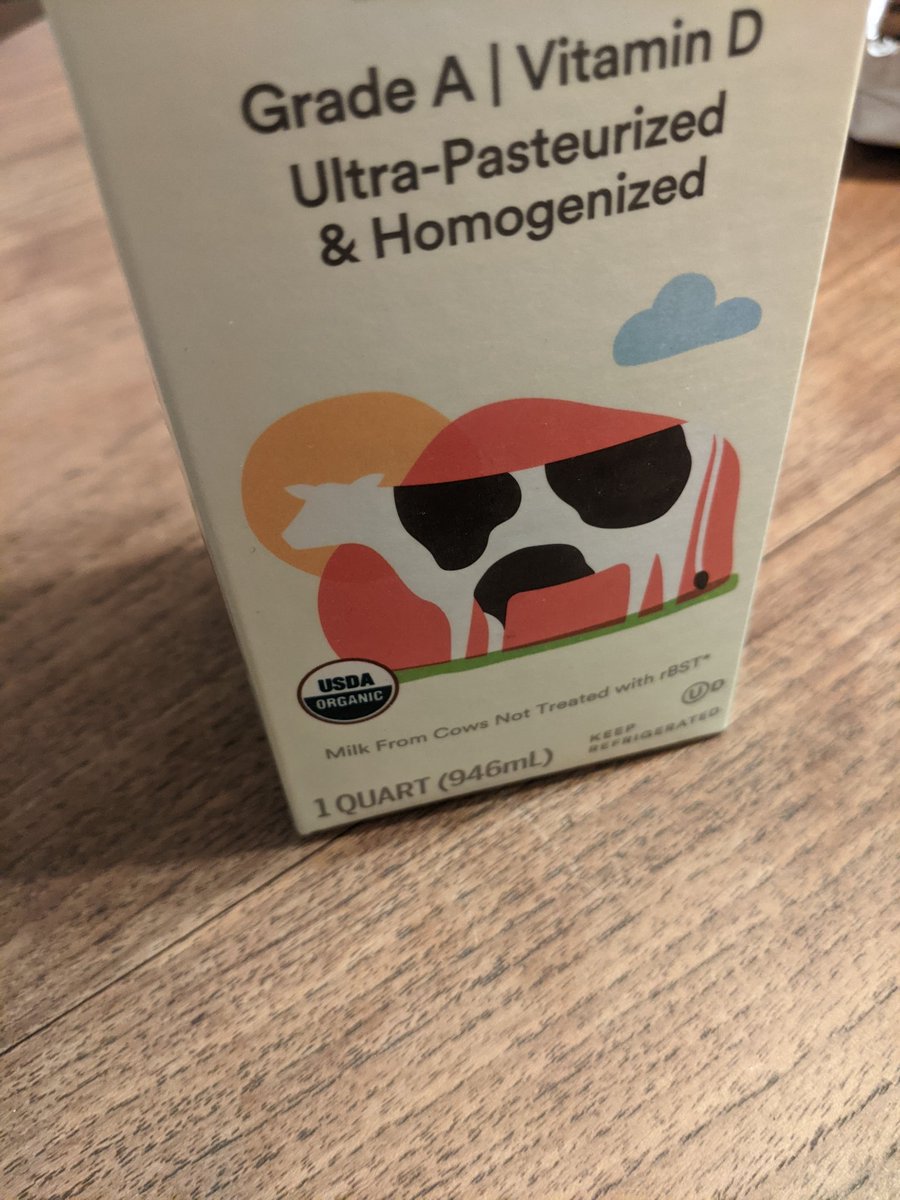 Grade A | Vitamin D
Ultra-Pasteurized
& Homogenized
USDA
ORGANIC
Milk From Cows Not Treated with rBST*
U D
KEEP
REFRIGERATED
1 QUART (946mL)